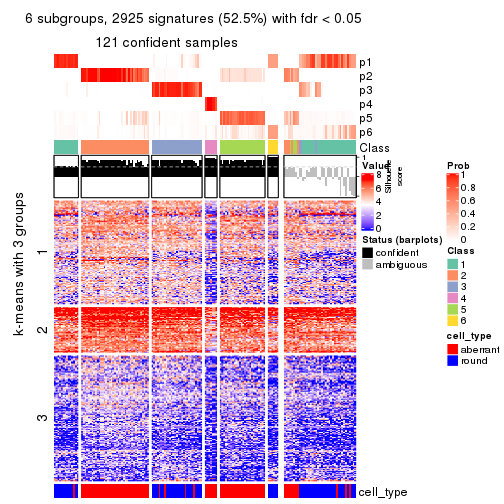 6 subgroups, 2925 signatures (52.5%) with fdr < 0.05
121 confident samples
p1
p2
p3
p4
p5
p6
Class
1
Silhouette
score
k-means with 3 groups
1
2
3
cell_type
Value
8
6
4
2
0
Status (barplots)
confident
ambiguous
Prob
1
0.8
0.6
0.4
0.2
0
Class
1
2
3
4
5
6
cell_type
aberrant
round